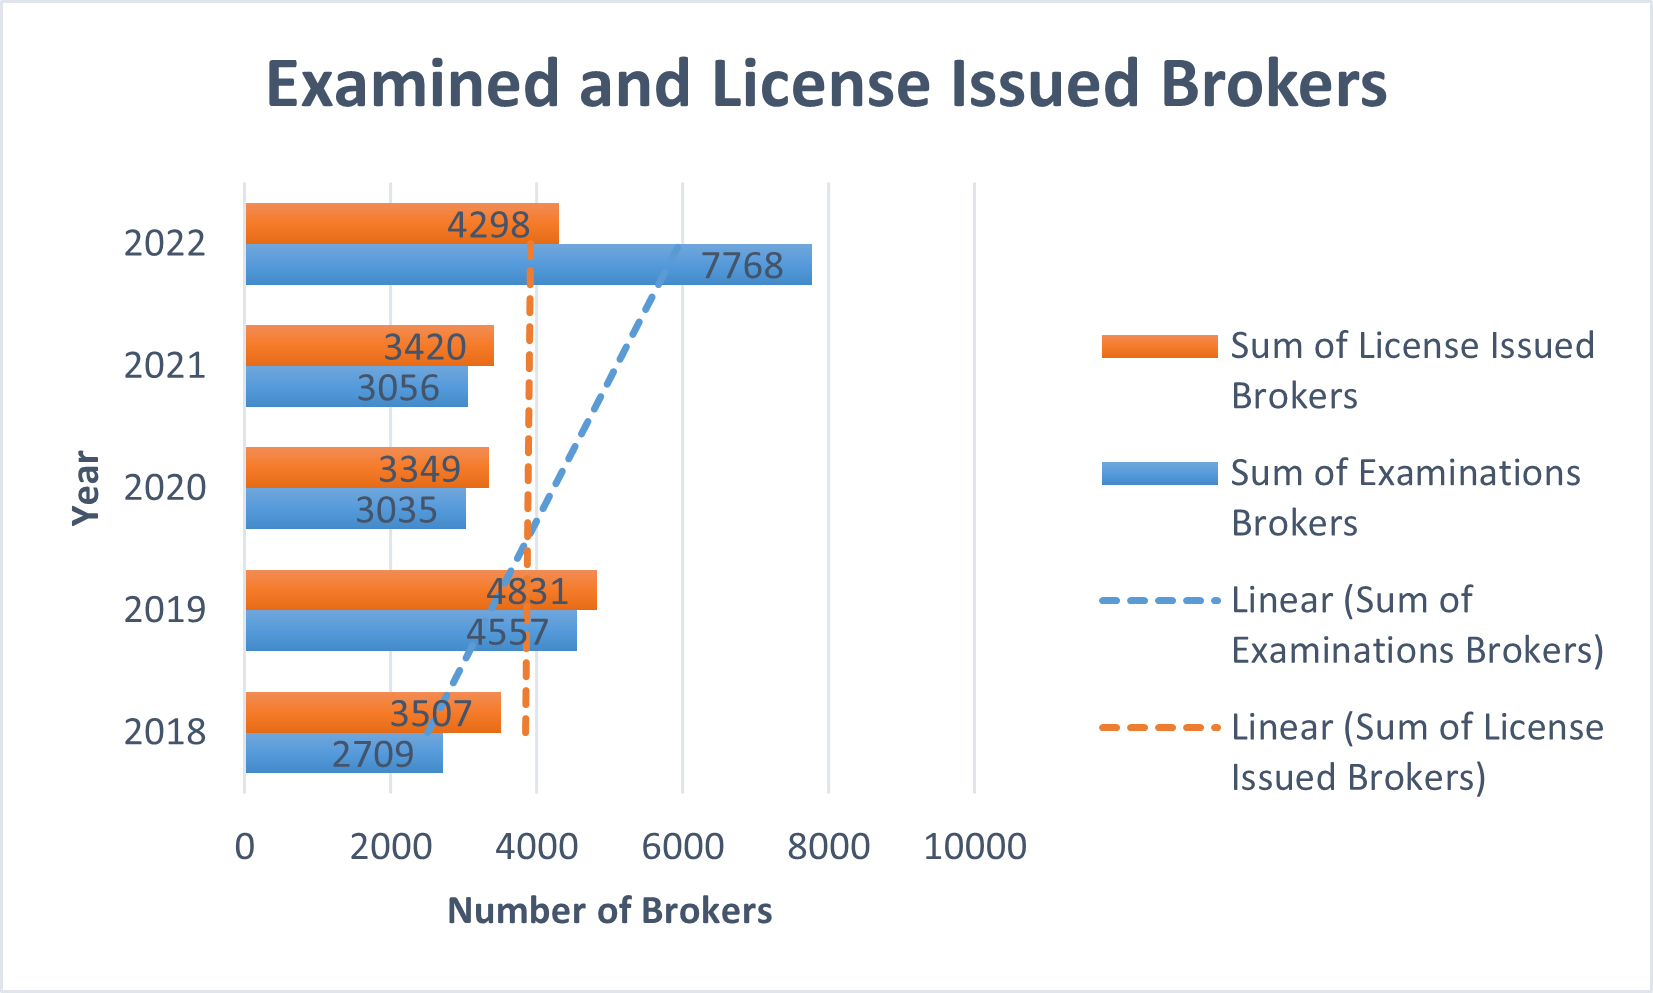 Examined and License Issued Brokers
2022
4298
7768
2021
3420
3056
2020
3349
3035
2019
4831
4557
2018
3507
2709
Year
0 2000 4000 6000 8000 10000
Number of Brokers
Sum of License Issued
Brokers
Sum of Examinations
Brokers
Linear (Sum of
Examinations Brokers)
Linear (Sum of License
Issued Brokers)